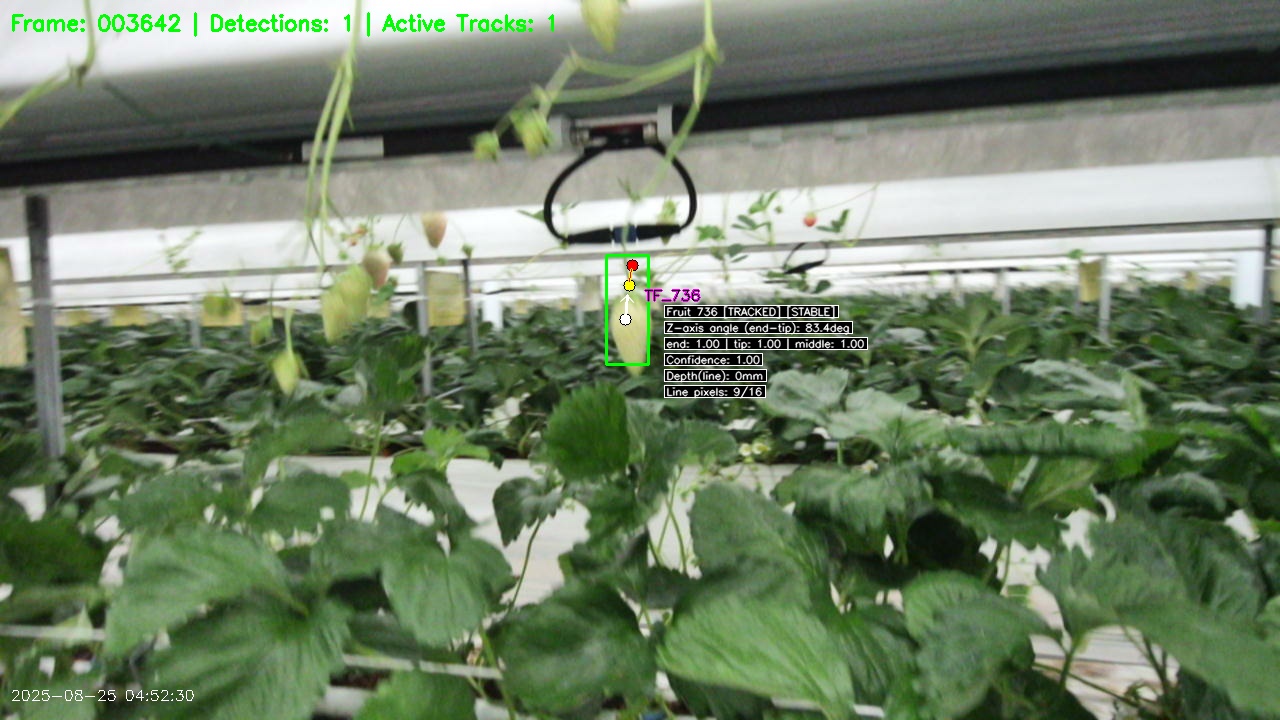 Frame: 003642 | Detections: 1 | Active Tracks: 1
TF_736
Fruit 736 [TRACKED] [STABLE]
Z-axis angle (end-tip): 83.4deg
end: 1.00 | tip: 1.00 | middle: 1.00
Confidence: 1.00
Depth(line): 0mm
Line pixels: 9/16
2025-08-25 04:52:30